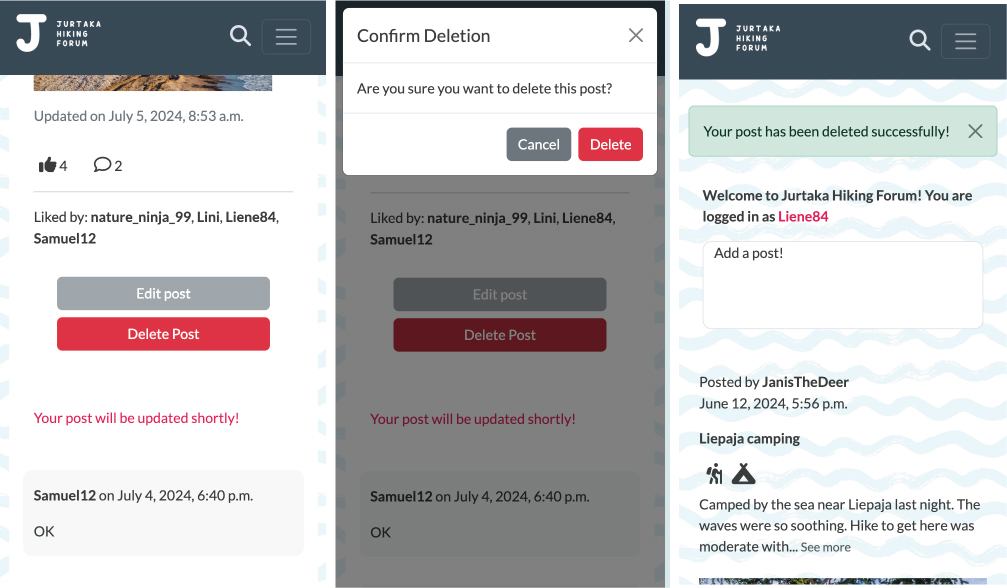 JURTAKA
HIKING
FORUM
Updated on July 5, 2024, 8:53 a.m.
4
2
Liked by: nature_ninja_99, Lini, Liene84,
Samuel12
Edit post
Delete Post
Your post will be updated shortly!
Samuel12 on July 4, 2024, 6:40 p.m.
OK
Confirm Deletion
Are you sure you want to delete this post?
Cancel
Delete
Liked by: nature_ninja_99, Lini, Liene84,
Samuel12
Edit post
Delete Post
Your post will be updated shortly!
Samuel12 on July 4, 2024, 6:40 p.m.
OK
JURTAKA
HIKING
FORUM
Your post has been deleted successfully!
Welcome to Jurtaka Hiking Forum! You are
logged in as Liene84
Add a post!
Posted by JanisTheDeer
June 12, 2024, 5:56 p.m.
Liepaja camping
Camped by the sea near Liepaja last night. The
waves were so soothing. Hike to get here was
moderate with... See more